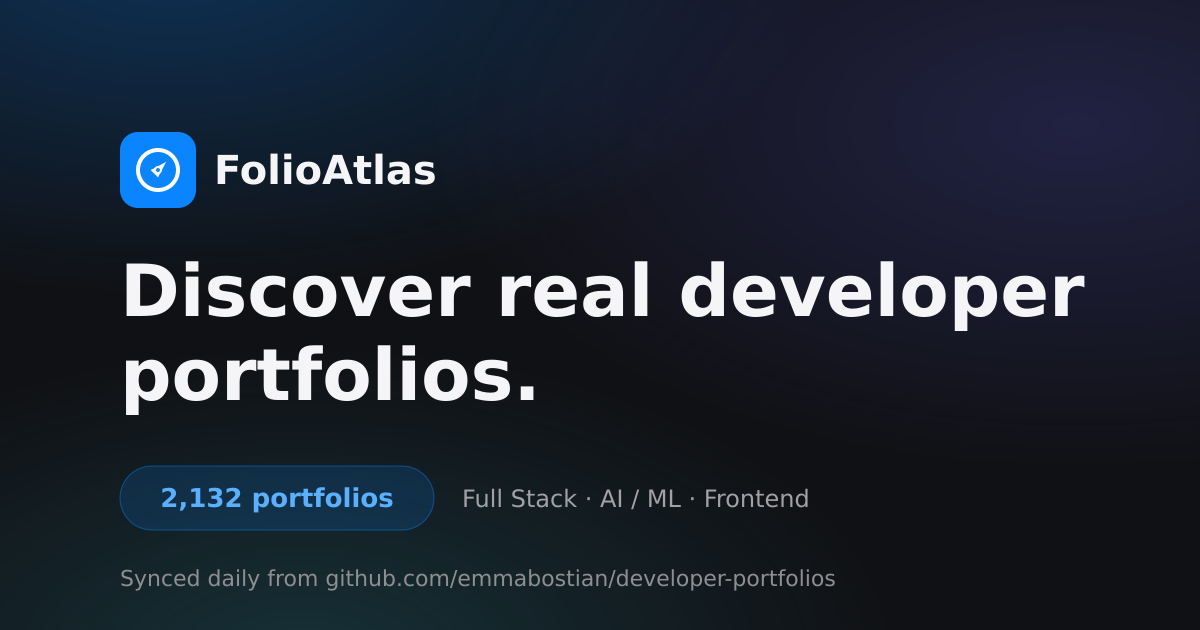 FolioAtlas
Discover real developer
portfolios.
2,132 portfolios
Full Stack · AI / ML · Frontend
Synced daily from github.com/emmabostian/developer-portfolios